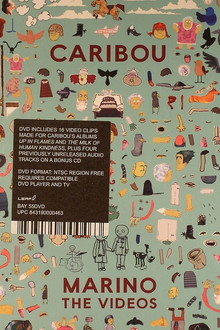 CARIBOU
DVD INCLUDES 16 VIDEO CLIPS
MADE FOR CARIBOU'S ALBUMS
UP IN FLAMES AND THE MILK OF
HUMAN KINDNESS, PLUS FOUR
PREVIOUSLY UNRELEASED AUDIO
TRACKS ON A BONUS CD
DVD FORMAT: NTSC REGION FREE
REQUIRES COMPATIBLE
DVD PLAYER AND TV
LEAF
BAY 55DVD
UPC 843190000463
MARINO
THE VIDEOS